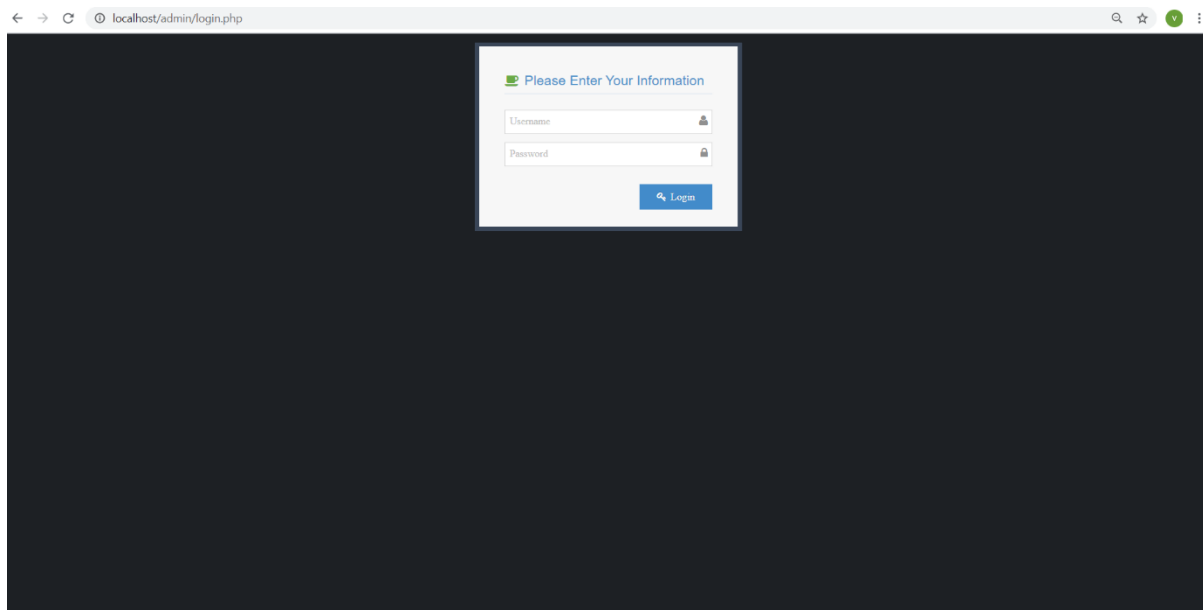 localhost/admin/login.php
V
Please Enter Your Information
Username
Password
Login